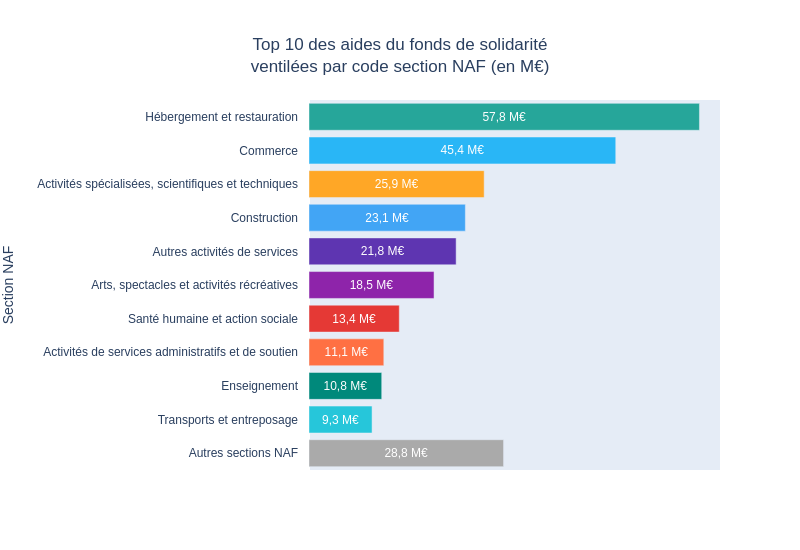 Top 10 des aides du fonds de solidarité
ventilées par code section NAF (en M€)
Section NAF
Hébergement et restauration 57,8 M€
Commerce 45,4 M€
Activités spécialisées, scientifiques et techniques 25,9 M€
Construction 23,1 M€
Autres activités de services 21,8 M€
Arts, spectacles et activités récréatives 18,5 M€
Santé humaine et action sociale 13,4 M€
Activités de services administratifs et de soutien 11,1 M€
Enseignement 10,8 M€
Transports et entreposage 9,3 M€
Autres sections NAF 28,8 M€